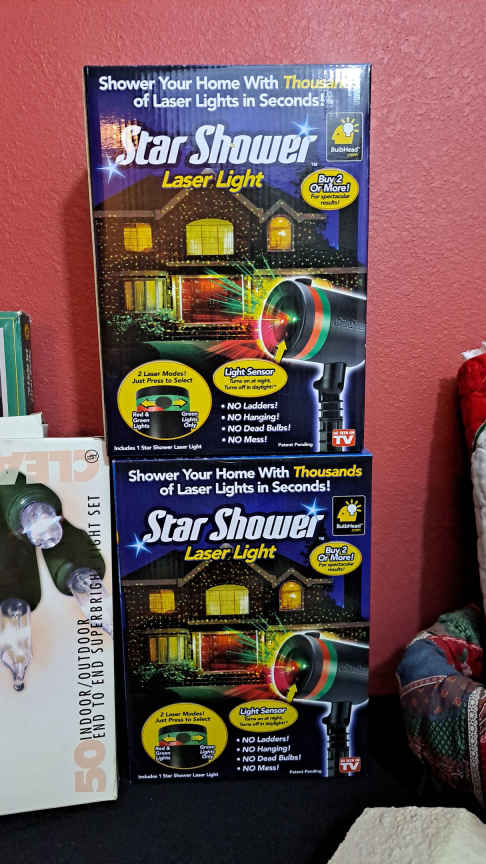 Shower Your Home With Thousands
of Laser Lights in Seconds!
Star Shower™
Laser Light
BulbHead
.com
Buy 2
Or More!
For spectacular
results!
2 Laser Modes!
Just Press to Select
Red &
Green
Lights
Green
Lights
Only
Light Sensor
Turns on at night,
Turns off in daylight!
• NO Ladders!
• NO Hanging!
• NO Dead Bulbs!
• NO Mess!
Includes 1 Star Shower Laser Light
Patent Pending
AS SEEN ON
TV
Shower Your Home With Thousands
of Laser Lights in Seconds!
Star Shower™
Laser Light
BulbHead
.com
Buy 2
Or More!
For spectacular
results!
2 Laser Modes!
Just Press to Select
Red &
Green
Lights
Green
Lights
Only
Light Sensor
Turns on at night,
Turns off in daylight!
• NO Ladders!
• NO Hanging!
• NO Dead Bulbs!
• NO Mess!
Includes 1 Star Shower Laser Light
Patent Pending
AS SEEN ON
TV
CLEA
50 INDOOR/OUTDOOR
END TO END SUPERBRIGHT LIGHT SET